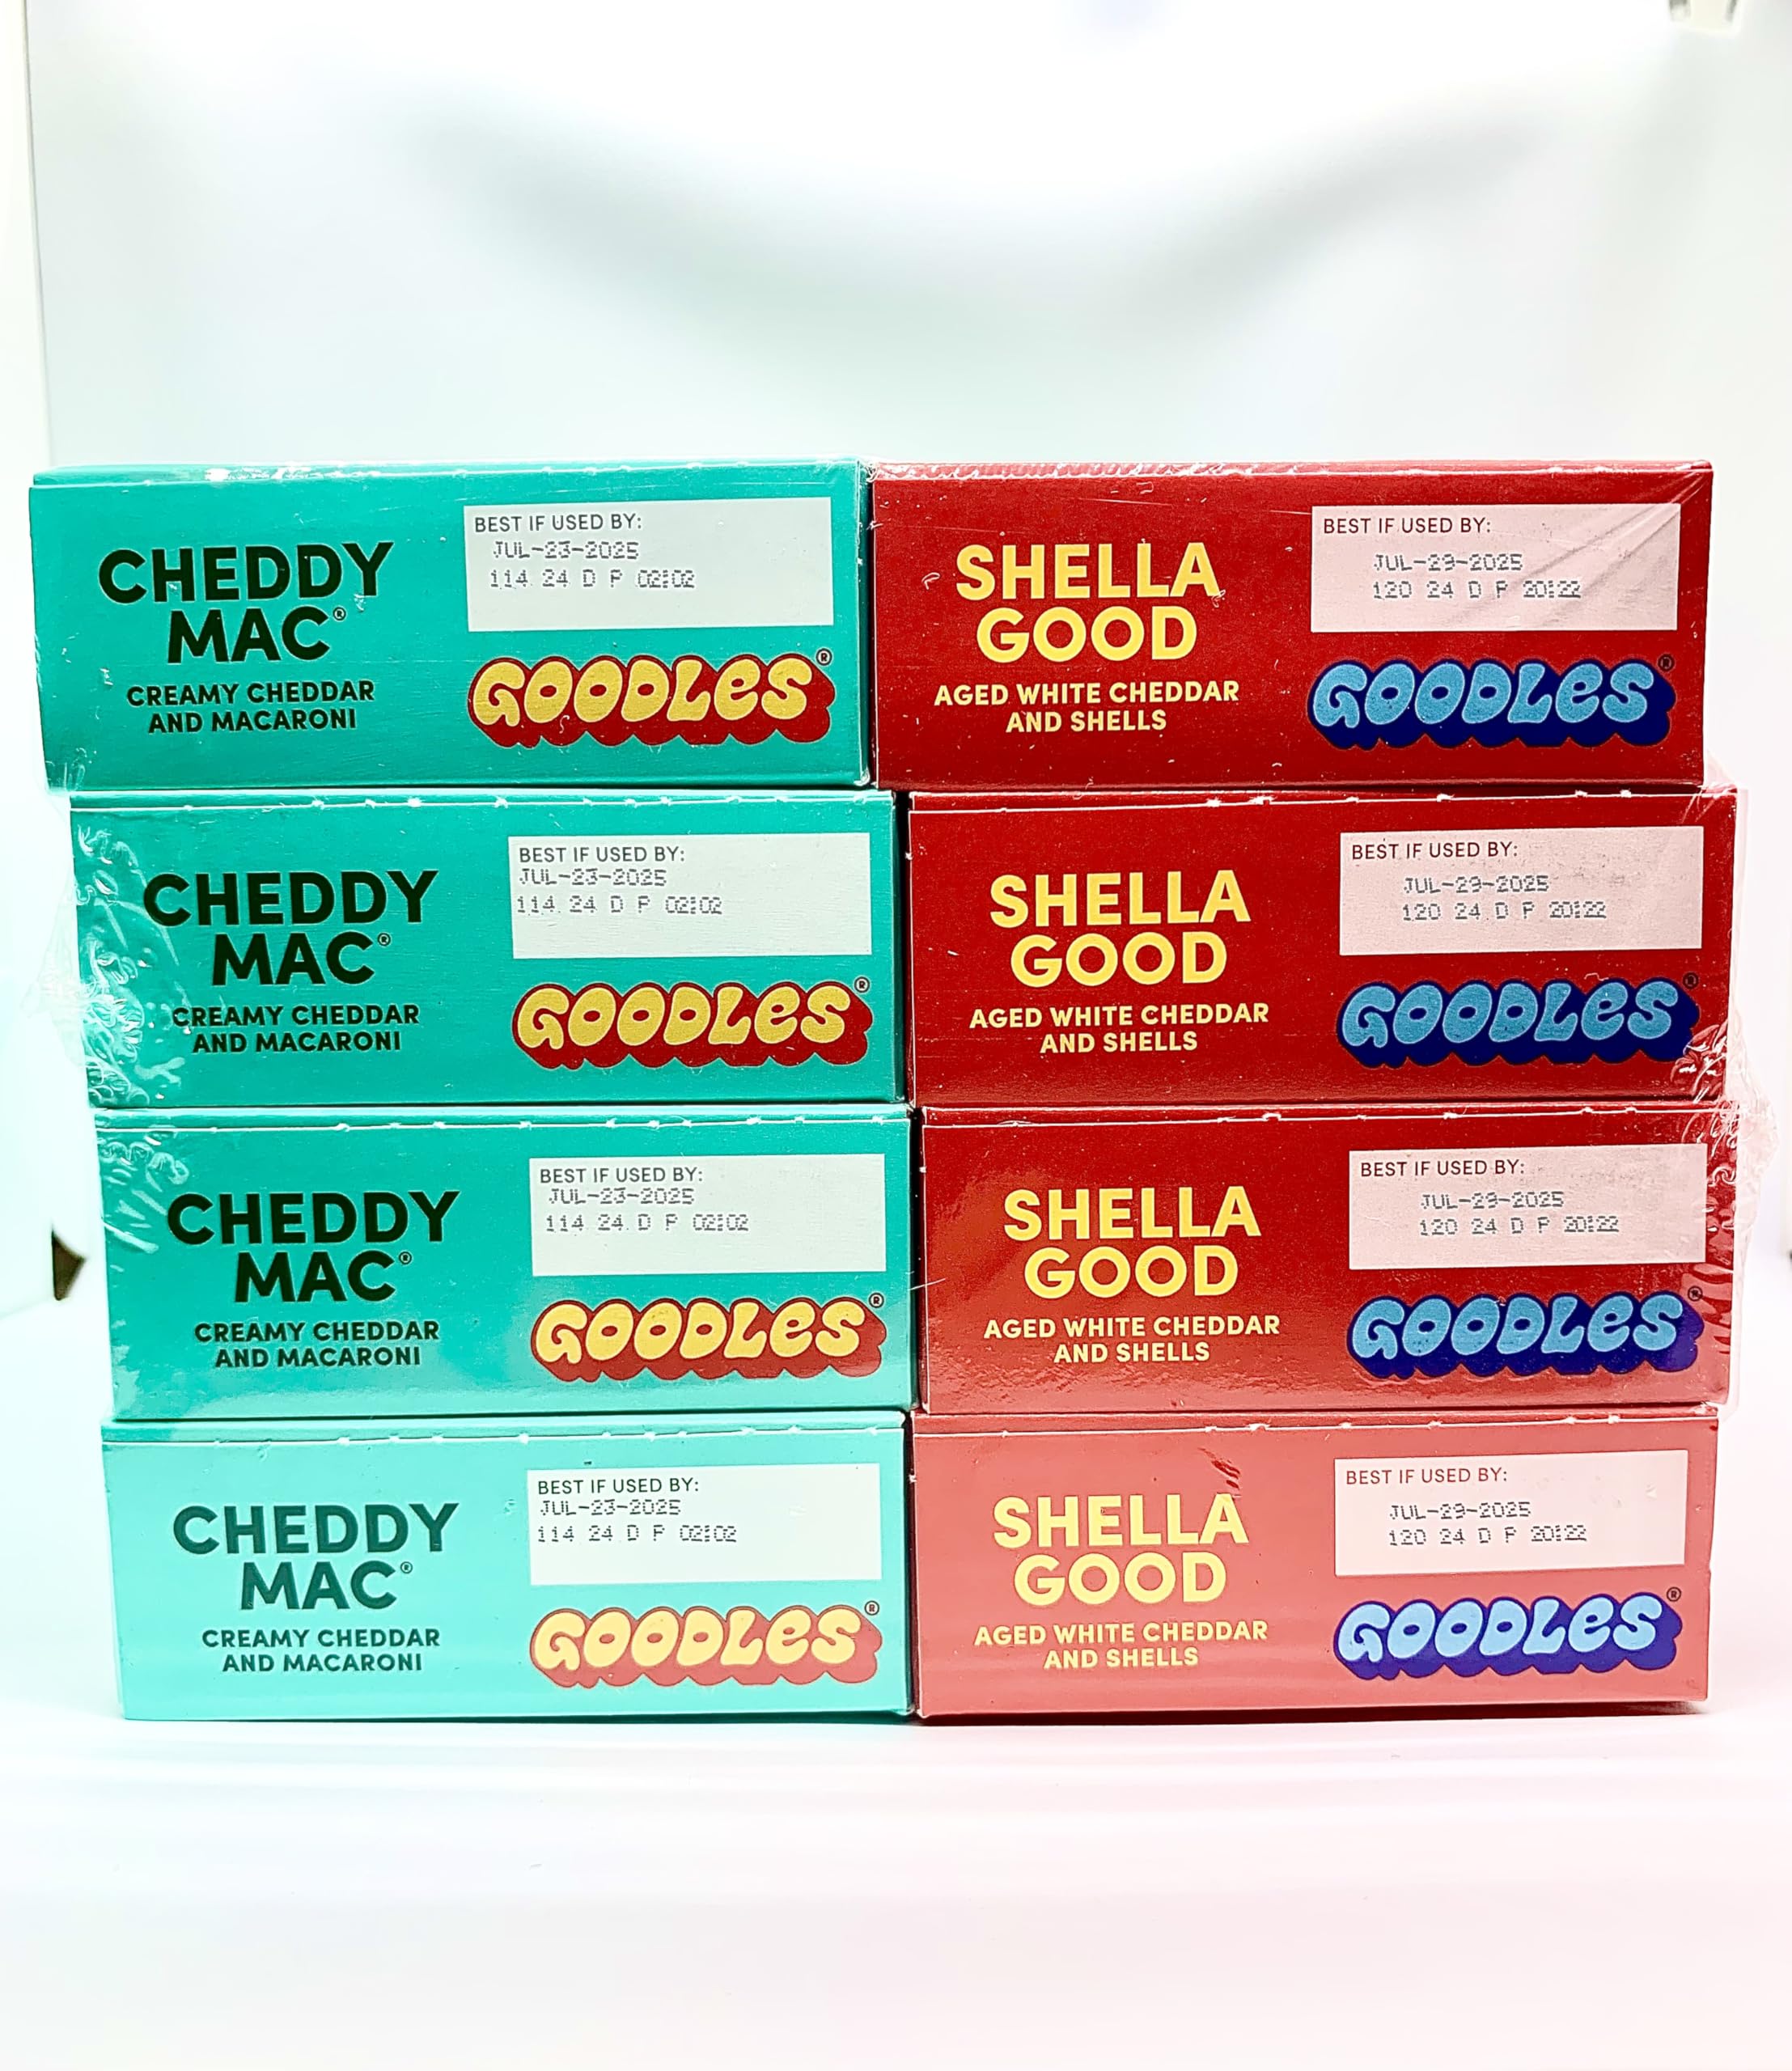 CHEDDY
MAC®
CREAMY CHEDDAR
AND MACARONI
BEST IF USED BY:
JUL-23-2025
114 24 D P 02:02
GOODLES®
SHELLA
GOOD
AGED WHITE CHEDDAR
AND SHELLS
BEST IF USED BY:
JUL-29-2025
120 24 D P 20:22
GOODLES®
CHEDDY
MAC®
CREAMY CHEDDAR
AND MACARONI
BEST IF USED BY:
JUL-23-2025
114 24 D P 02:02
GOODLES®
SHELLA
GOOD
AGED WHITE CHEDDAR
AND SHELLS
BEST IF USED BY:
JUL-29-2025
120 24 D P 20:22
GOODLES®
CHEDDY
MAC®
CREAMY CHEDDAR
AND MACARONI
BEST IF USED BY:
JUL-23-2025
114 24 D P 02:02
GOODLES®
SHELLA
GOOD
AGED WHITE CHEDDAR
AND SHELLS
BEST IF USED BY:
JUL-29-2025
120 24 D P 20:22
GOODLES®
CHEDDY
MAC®
CREAMY CHEDDAR
AND MACARONI
BEST IF USED BY:
JUL-23-2025
114 24 D P 02:02
GOODLES®
SHELLA
GOOD
AGED WHITE CHEDDAR
AND SHELLS
BEST IF USED BY:
JUL-29-2025
120 24 D P 20:22
GOODLES®